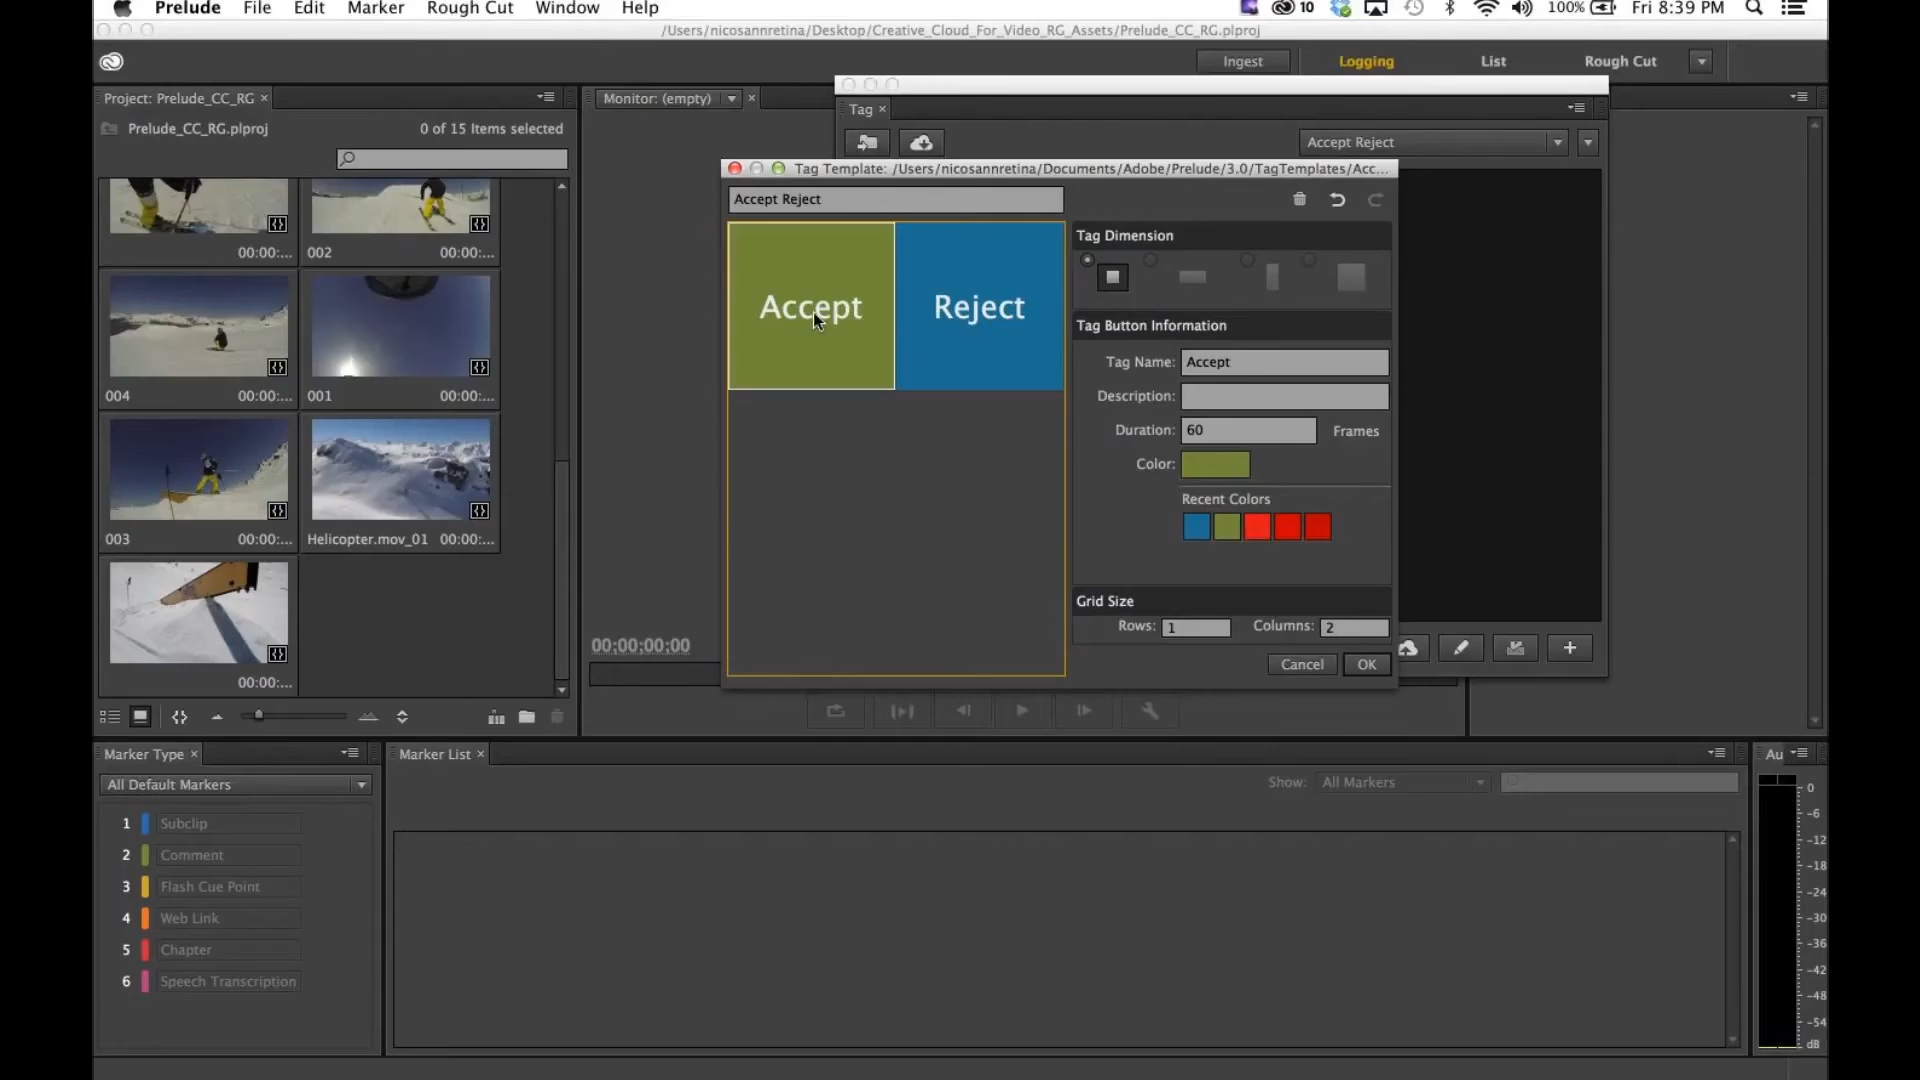 Prelude File Edit Marker Rough Cut Window Help 10 100% Fri 8:39 PM
/Users/nicosannretina/Desktop/Creative_Cloud_For_Video_RG_Assets/Prelude_CC_RG.plproj
Ingest Logging List Rough Cut
Project: Prelude_CC_RG ×
Monitor: (empty) ×
Tag ×
Prelude_CC_RG.plproj 0 of 15 Items selected
Accept Reject
Tag Template: /Users/nicosannretina/Documents/Adobe/Prelude/3.0/TagTemplates/Acc...
Accept Reject
Tag Dimension
Accept Reject
Tag Button Information
Tag Name: Accept
Description:
Duration: 60 Frames
Color:
Recent Colors
Grid Size
Rows: 1 Columns: 2
Cancel OK
00:00:...
002 00:00:...
004 00:00:...
001 00:00:...
003 00:00:...
Helicopter.mov_01 00:00:...
00:00:...
00:00:00:00
Marker Type ×
All Default Markers
1 Subclip
2 Comment
3 Flash Cue Point
4 Web Link
5 Chapter
6 Speech Transcription
Marker List ×
Show: All Markers
Au
0
-6
-12
-18
-24
-30
-36
-42
-48
-54
dB